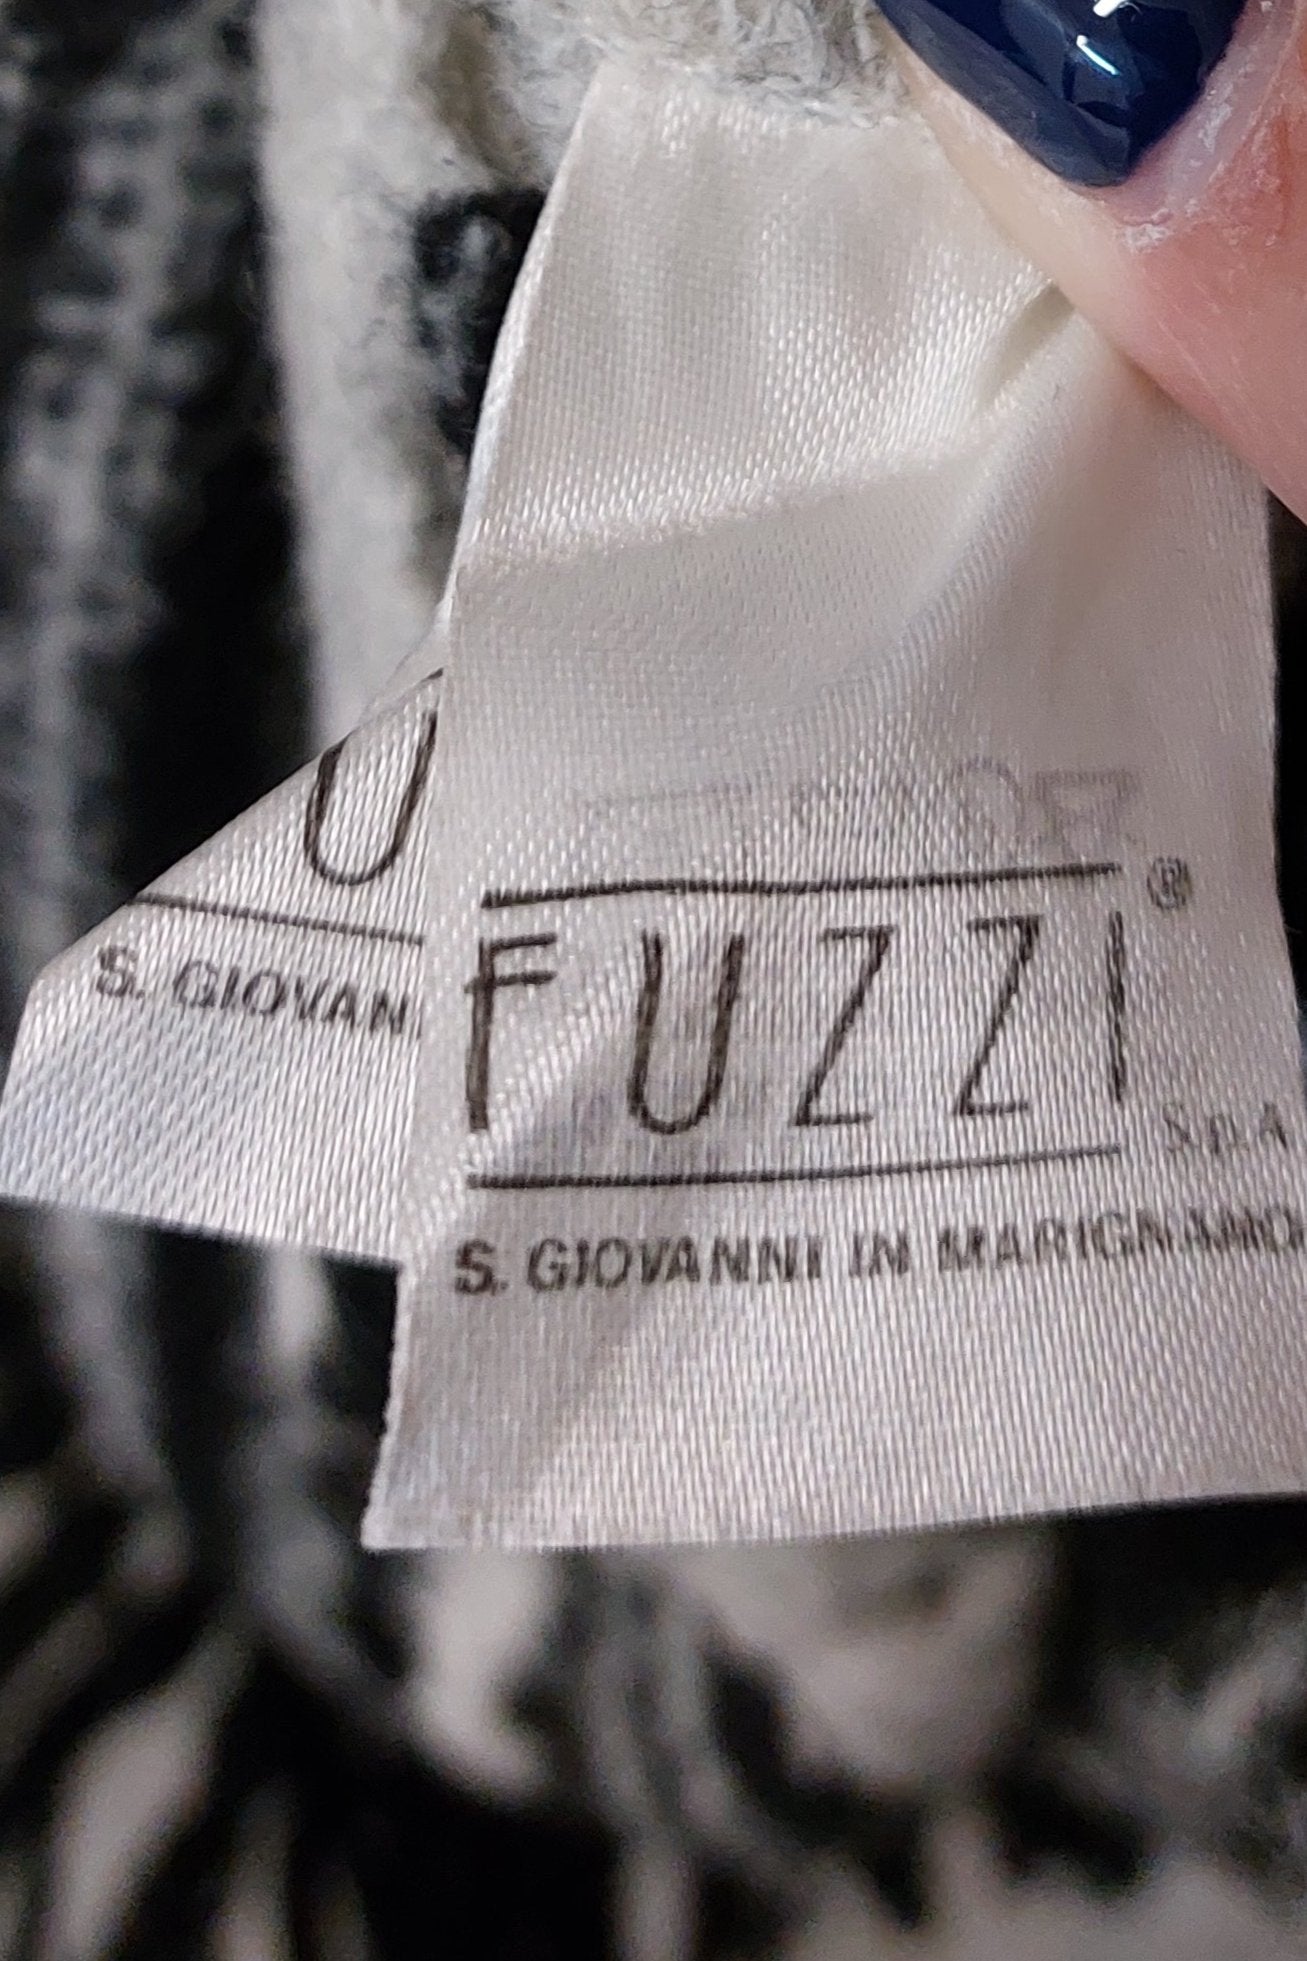 U
S. GIOVAN
FUZZI®
S.p.A
S. GIOVANNI IN MARIGNANO